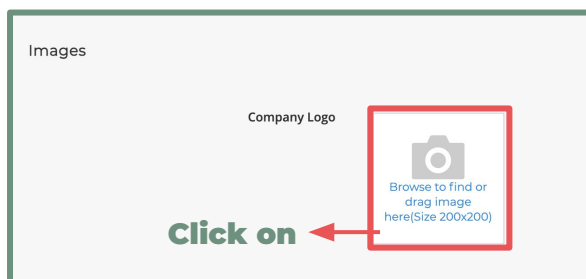 Images
Company Logo
Browse to find or
drag image
here(Size 200x200)
Click on